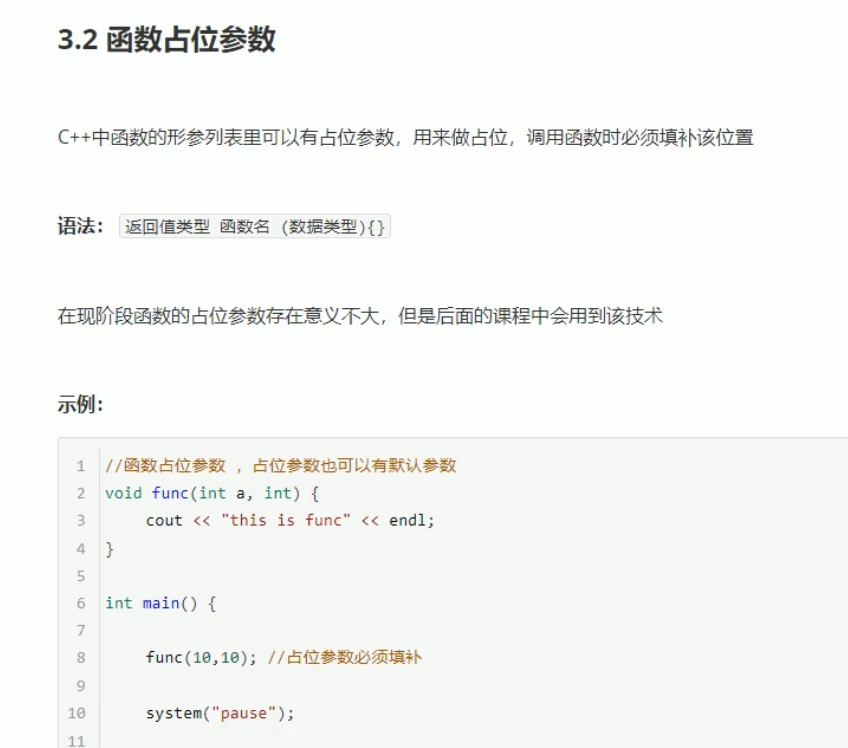 3.2 函数占位参数
C++中函数的形参列表里可以有占位参数，用来做占位，调用函数时必须填补该位置
语法： 返回值类型 函数名 (数据类型){}
在现阶段函数的占位参数存在意义不大，但是后面的课程中会用到该技术
示例：
1 //函数占位参数 ，占位参数也可以有默认参数
2 void func(int a, int) {
3     cout << "this is func" << endl;
4 }
5
6 int main() {
7
8     func(10,10); //占位参数必须填补
9
10     system("pause");
11